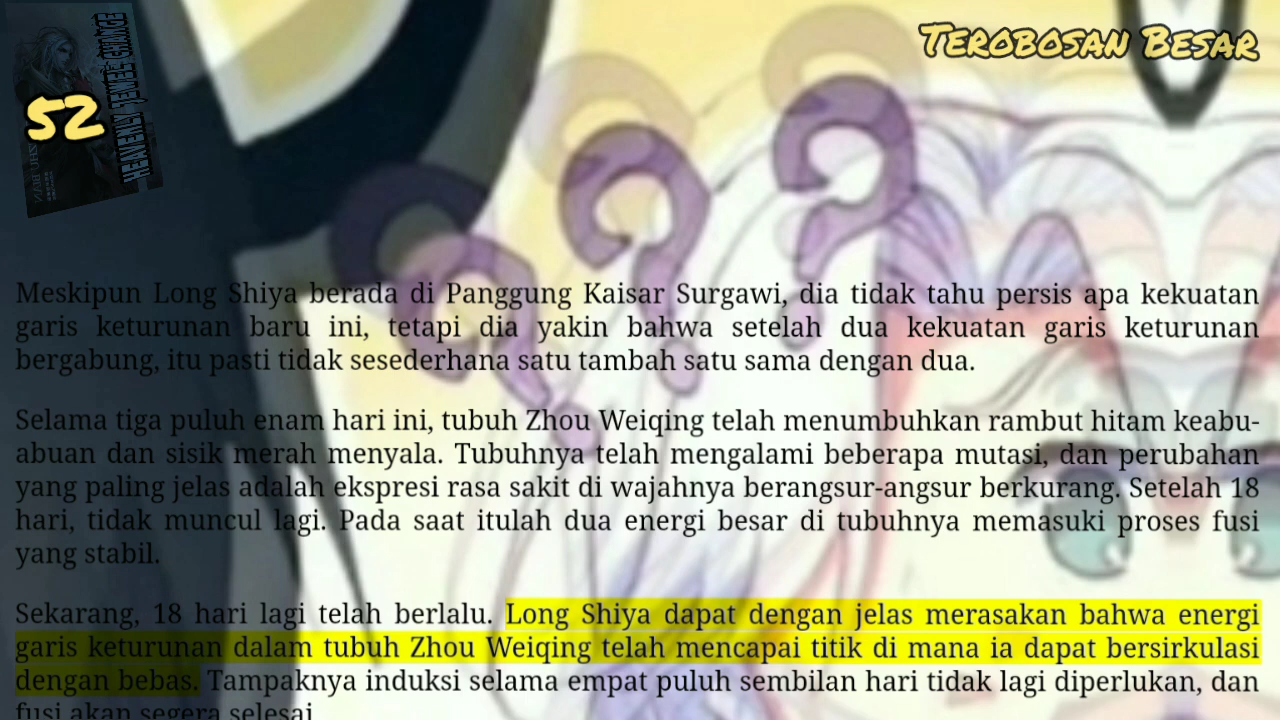 Terobosan Besar
52
HEAVENLY JEWEL CHANGE
Meskipun Long Shiya berada di Panggung Kaisar Surgawi, dia tidak tahu persis apa kekuatan
garis keturunan baru ini, tetapi dia yakin bahwa setelah dua kekuatan garis keturunan
bergabung, itu pasti tidak sesederhana satu tambah satu sama dengan dua.
Selama tiga puluh enam hari ini, tubuh Zhou Weiqing telah menumbuhkan rambut hitam keabu-
abuan dan sisik merah menyala. Tubuhnya telah mengalami beberapa mutasi, dan perubahan
yang paling jelas adalah ekspresi rasa sakit di wajahnya berangsur-angsur berkurang. Setelah 18
hari, tidak muncul lagi. Pada saat itulah dua energi besar di tubuhnya memasuki proses fusi
yang stabil.
Sekarang, 18 hari lagi telah berlalu. Long Shiya dapat dengan jelas merasakan bahwa energi
garis keturunan dalam tubuh Zhou Weiqing telah mencapai titik di mana ia dapat bersirkulasi
dengan bebas. Tampaknya induksi selama empat puluh sembilan hari tidak lagi diperlukan, dan
fusi akan segera selesai